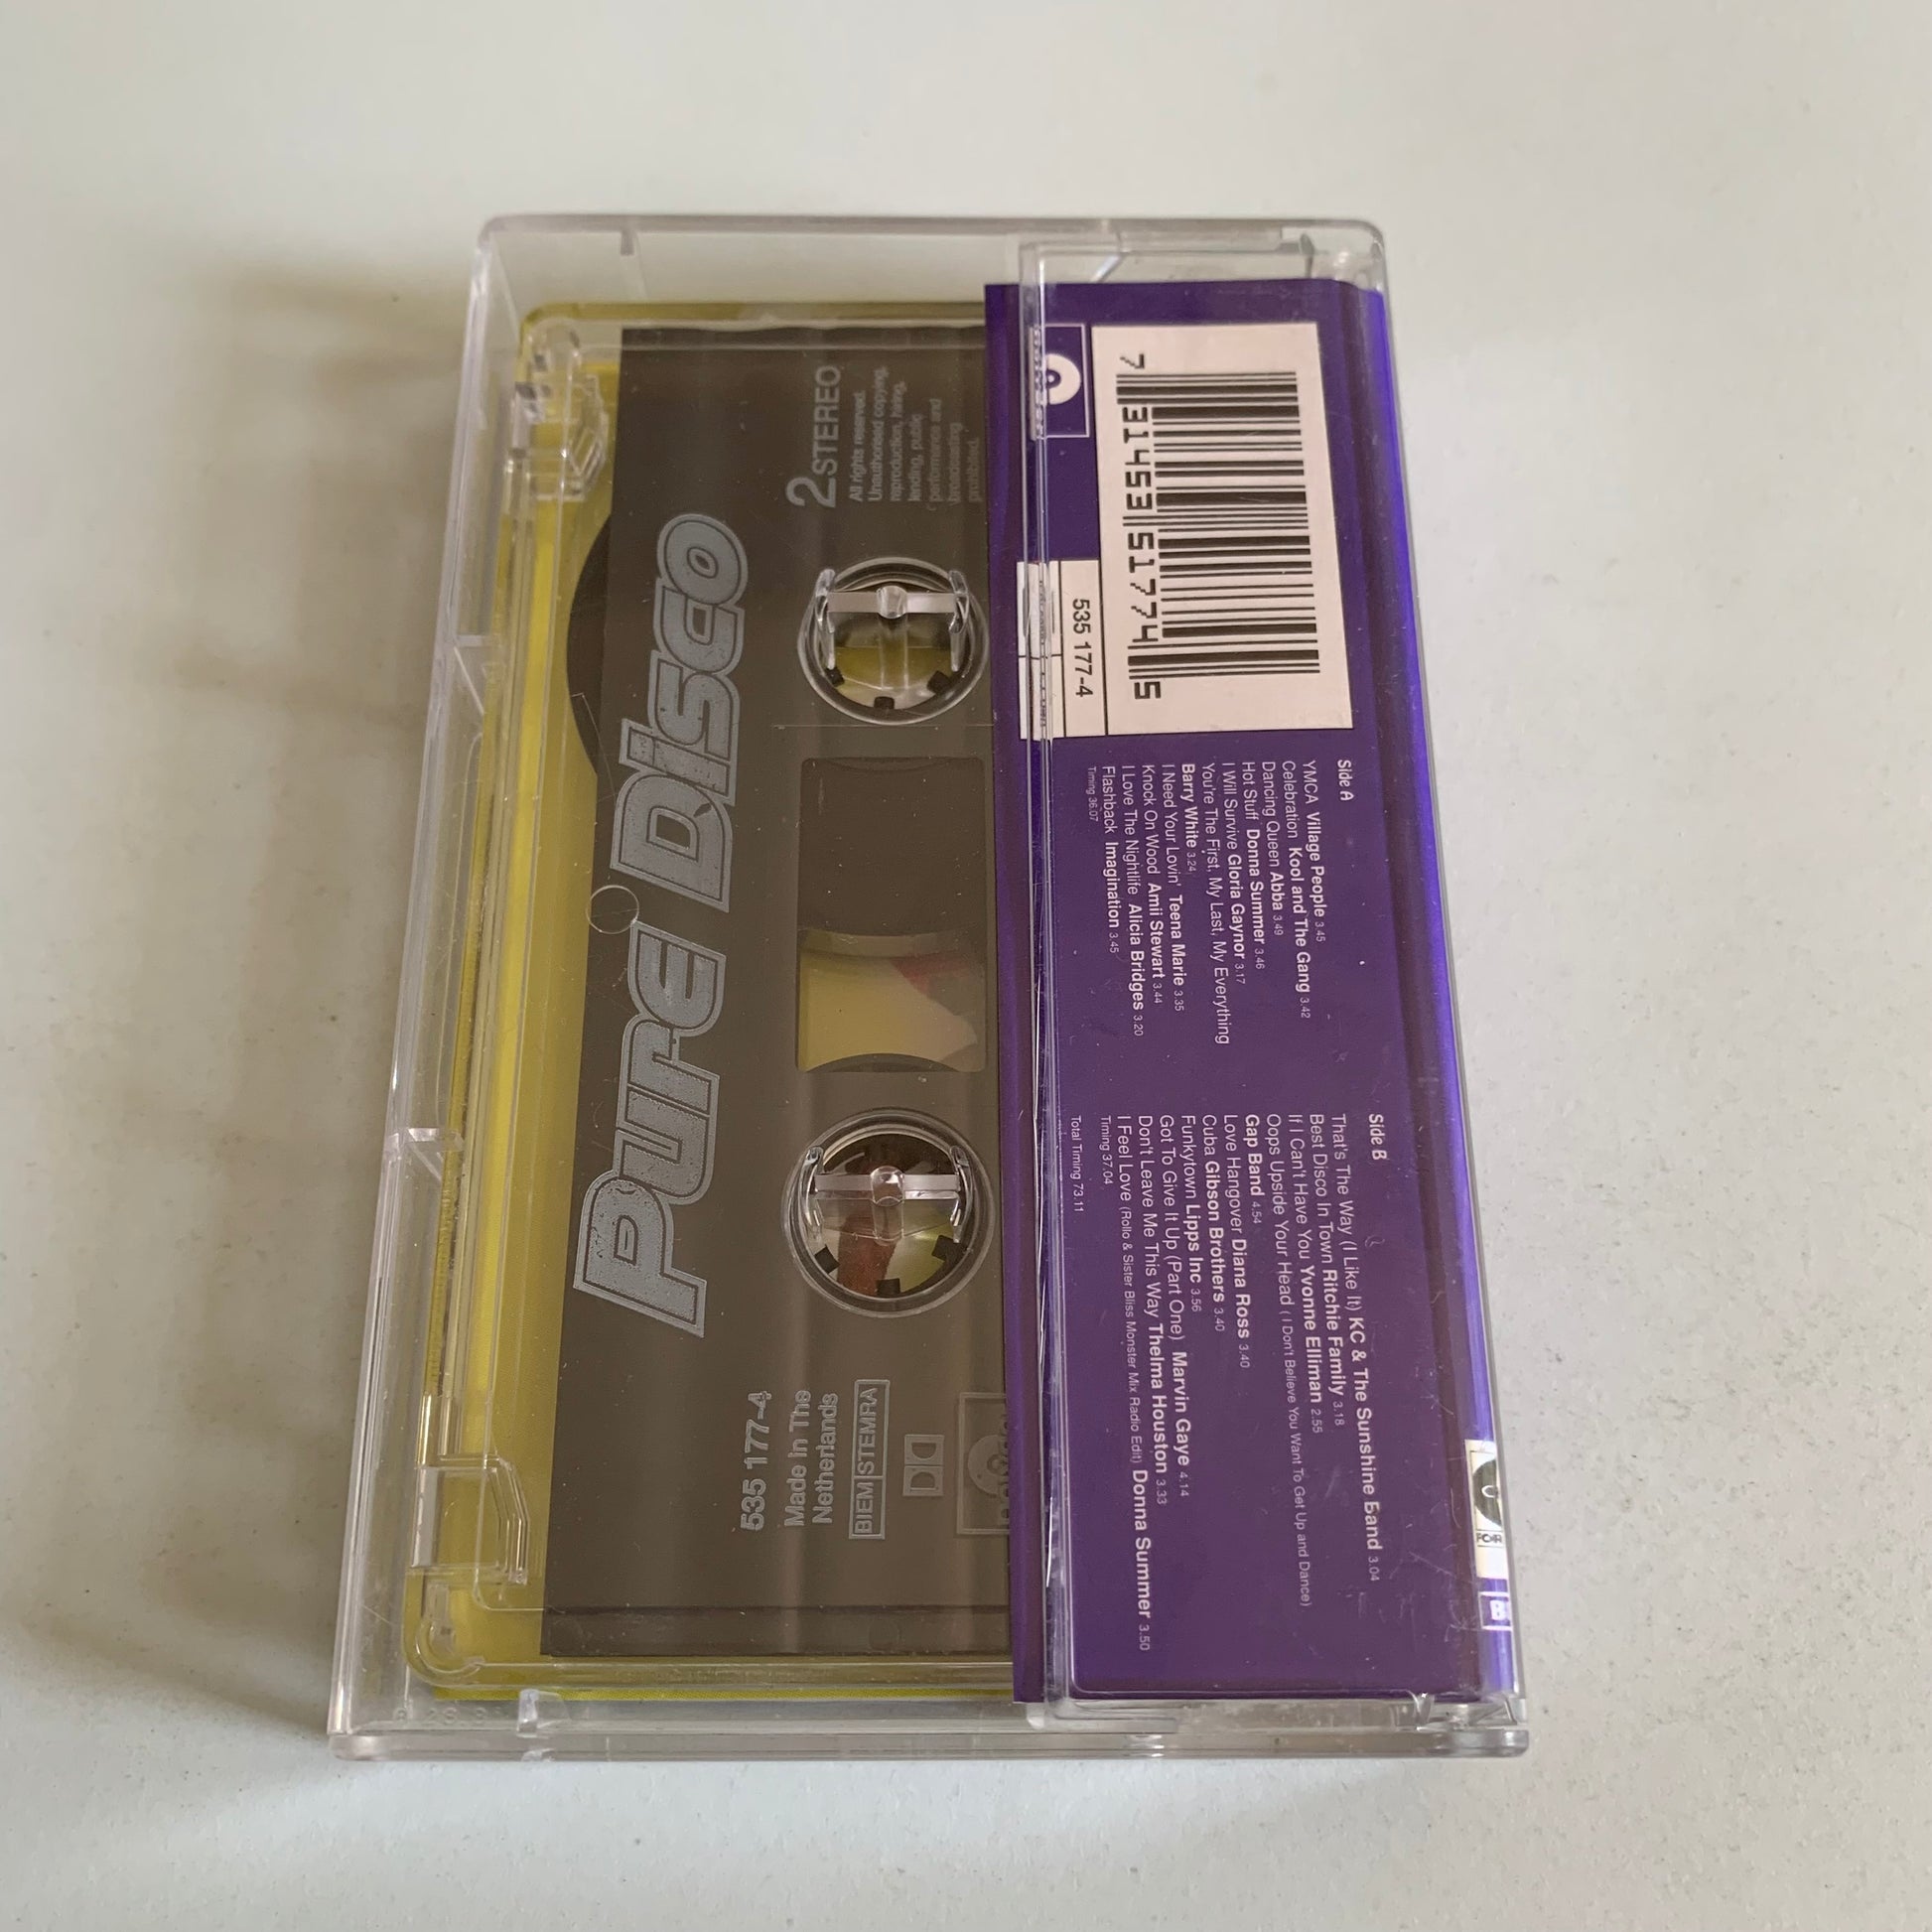 PURE DISCO
2 STEREO
All rights reserved.
Unauthorised copying,
reproduction, hiring,
lending, public
performance and
broadcasting
prohibited.
535 177-4
Made in The
Netherlands
BIEM STEMRA
7 31453 51774 5
535 177-4
Side A
YMCA Village People 3.45
Celebration Kool and The Gang 3.42
Dancing Queen Abba 3.49
Hot Stuff Donna Summer 3.46
I Will Survive Gloria Gaynor 3.17
You're The First, My Last, My Everything
Barry White 3.24
I Need Your Lovin' Teena Marie 3.35
Knock On Wood Amii Stewart 3.44
I Love The Nightlife Alicia Bridges 3.20
Flashback Imagination 3.45
Timing 36.07
Side B
That's The Way (I Like It) KC & The Sunshine Band 3.04
Best Disco In Town Ritchie Family 3.18
If I Can't Have You Yvonne Elliman 2.55
Oops Upside Your Head ( I Don't Believe You Want To Get Up and Dance)
Gap Band 4.54
Love Hangover Diana Ross 3.40
Cuba Gibson Brothers 3.40
Funkytown Lipps Inc 3.56
Got To Give It Up (Part One) Marvin Gaye 4.14
Don't Leave Me This Way Thelma Houston 3.33
I Feel Love (Rollo & Sister Bliss Monster Mix Radio Edit) Donna Summer 3.50
Timing 37.04
Total Timing 73.11